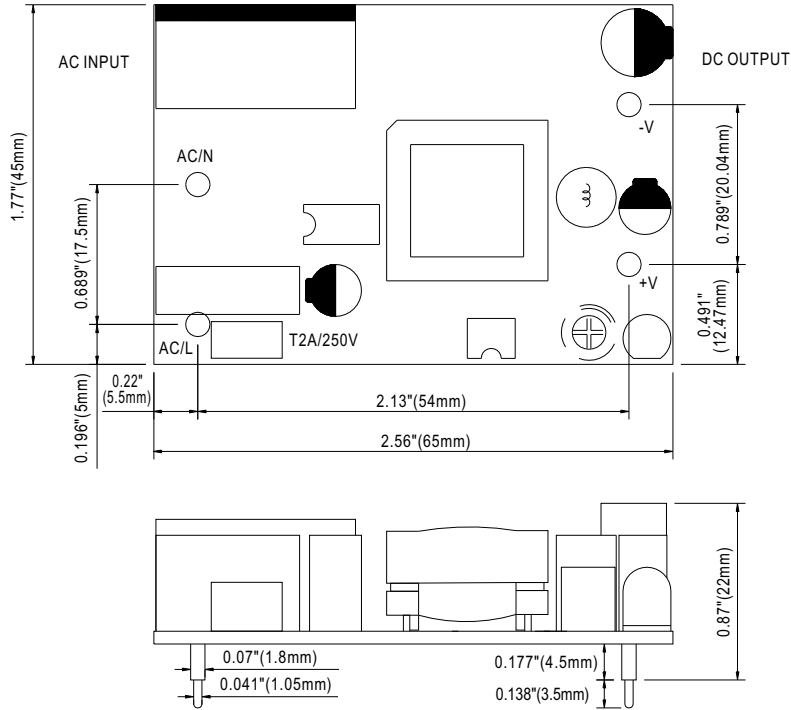 AC INPUT
DC OUTPUT
1.77"(45mm)
-V
AC/N
0.789"(20.04mm)
0.689"(17.5mm)
+V
0.491"
(12.47mm)
T2A/250V
AC/L
0.22"
(5.5mm)
2.13"(54mm)
0.196"(5mm)
2.56"(65mm)
0.87"(22mm)
0.07"(1.8mm)
0.177"(4.5mm)
0.041"(1.05mm)
0.138"(3.5mm)